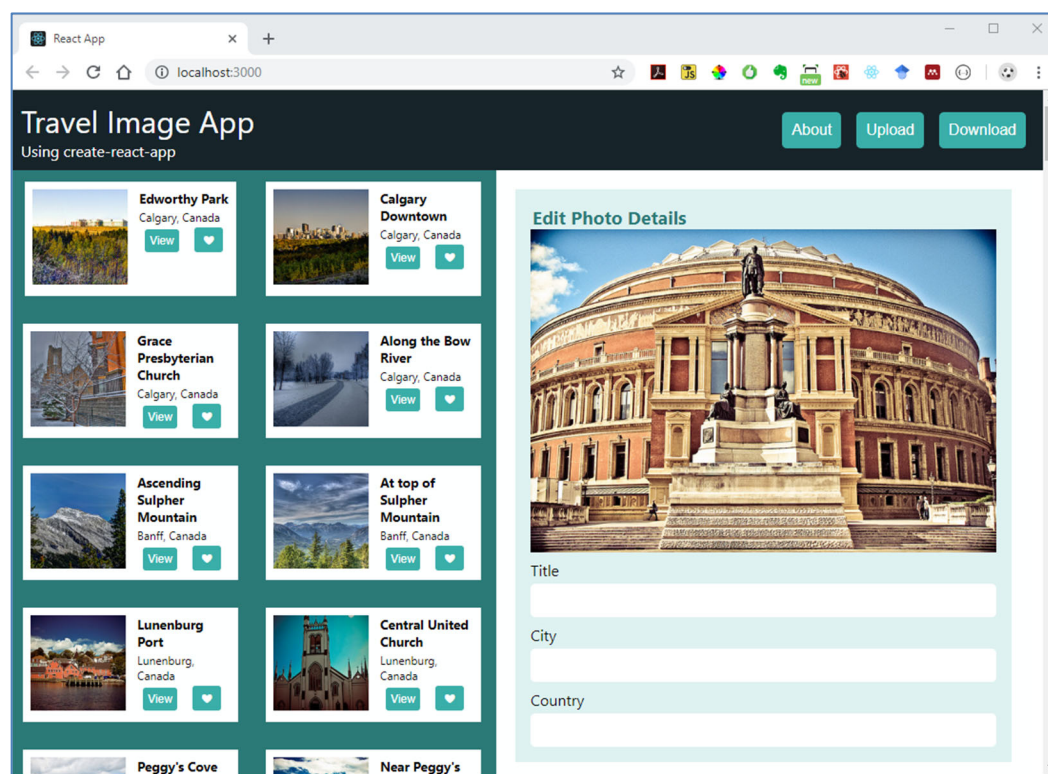 React App
localhost:3000
JS
new
Travel Image App
Using create-react-app
About
Upload
Download
Edworthy Park
Calgary, Canada
View
Calgary
Downtown
Calgary, Canada
View
Grace
Presbyterian
Church
Calgary, Canada
View
Along the Bow
River
Calgary, Canada
View
Ascending
Sulpher
Mountain
Banff, Canada
View
At top of
Sulpher
Mountain
Banff, Canada
View
Lunenburg
Port
Lunenburg,
Canada
View
Central United
Church
Lunenburg,
Canada
View
Peggy's Cove
Near Peggy's
Edit Photo Details
Title
City
Country